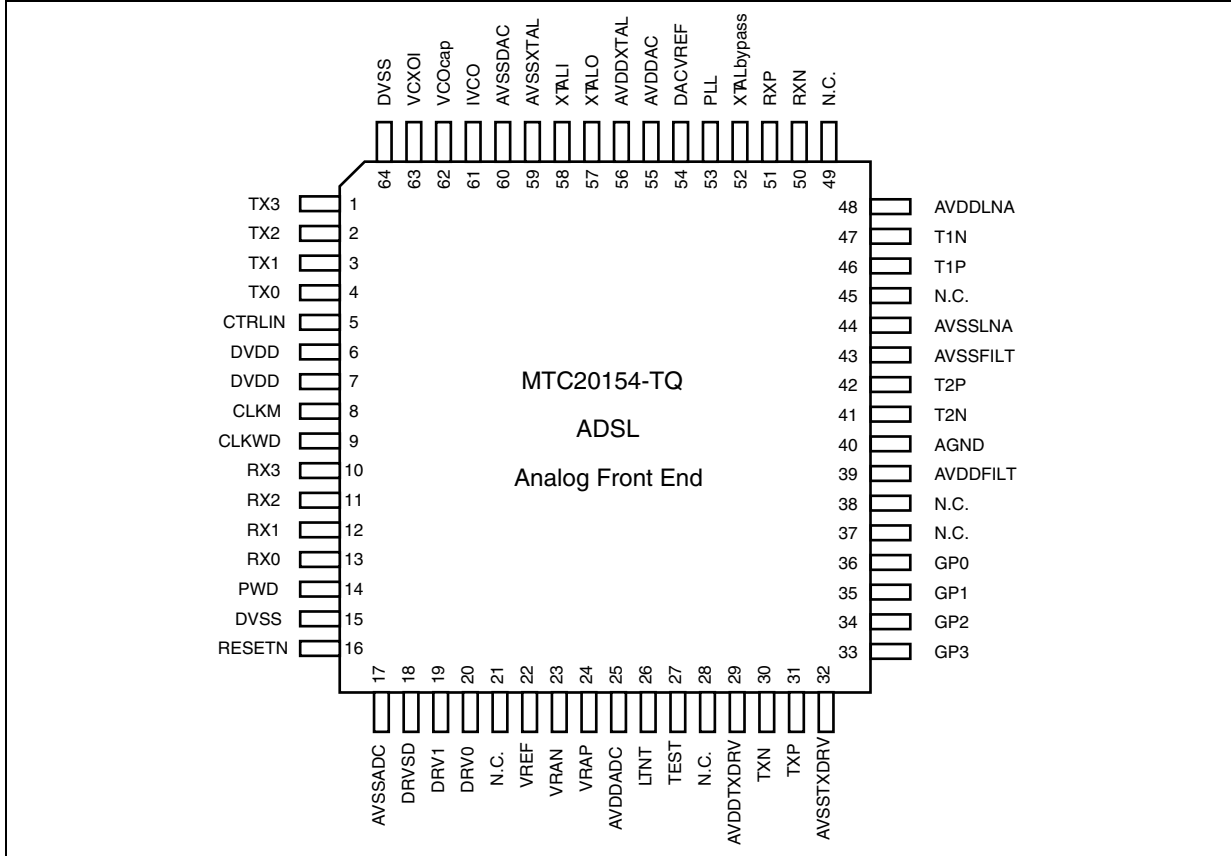 DVSS
VCXOI
VCOcap
IVCO
AVSSDAC
AVSSXTAL
XTALI
XTALO
AVDDXTAL
AVDDAC
DACVREF
PLL
XTALbypass
RXP
RXN
N.C.
64 63 62 61 60 59 58 57 56 55 54 53 52 51 50 49
TX3 1
TX2 2
TX1 3
TX0 4
CTRLIN 5
DVDD 6
DVDD 7
CLKM 8
CLKWD 9
RX3 10
RX2 11
RX1 12
RX0 13
PWD 14
DVSS 15
RESETN 16
MTC20154-TQ
ADSL
Analog Front End
48 AVDDLNA
47 T1N
46 T1P
45 N.C.
44 AVSSLNA
43 AVSSFILT
42 T2P
41 T2N
40 AGND
39 AVDDFILT
38 N.C.
37 N.C.
36 GP0
35 GP1
34 GP2
33 GP3
17 18 19 20 21 22 23 24 25 26 27 28 29 30 31 32
AVSSADC
DRVSD
DRV1
DRV0
N.C.
VREF
VRAN
VRAP
AVDDADC
LTNT
TEST
N.C.
AVDDTXDRV
TXN
TXP
AVSSTXDRV